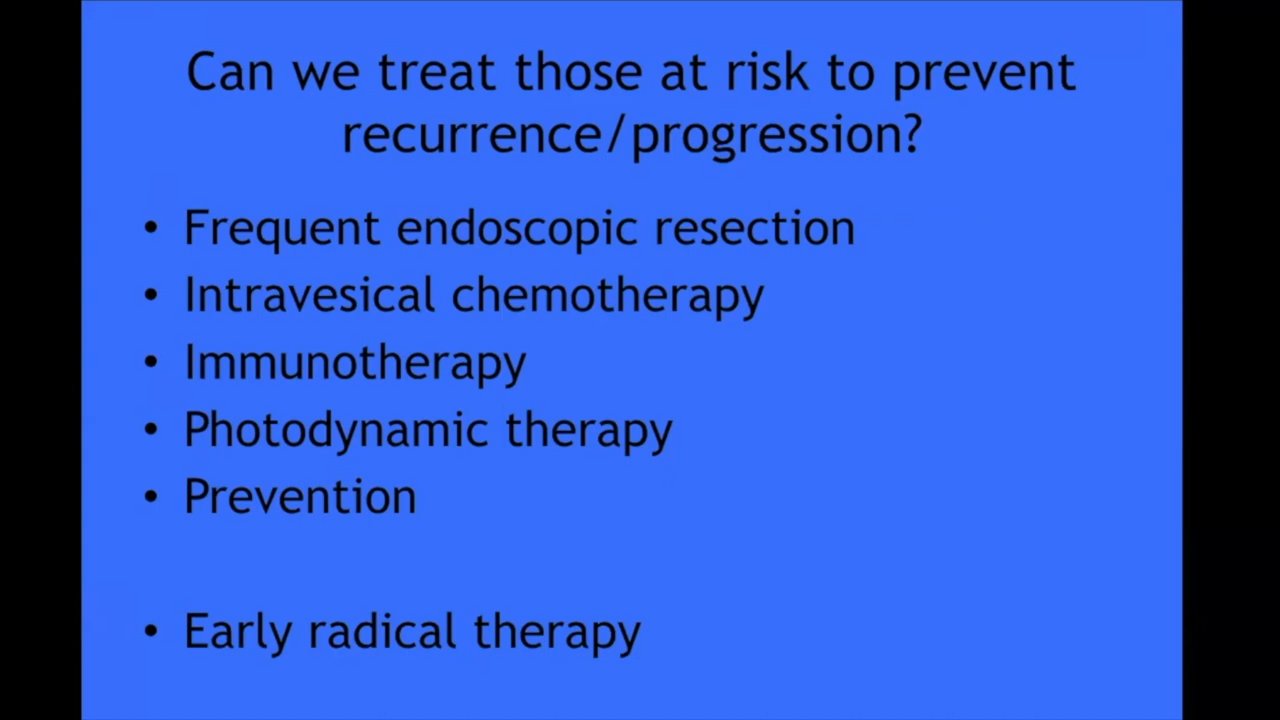 Can we treat those at risk to prevent
recurrence/progression?
• Frequent endoscopic resection
• Intravesical chemotherapy
• Immunotherapy
• Photodynamic therapy
• Prevention
• Early radical therapy